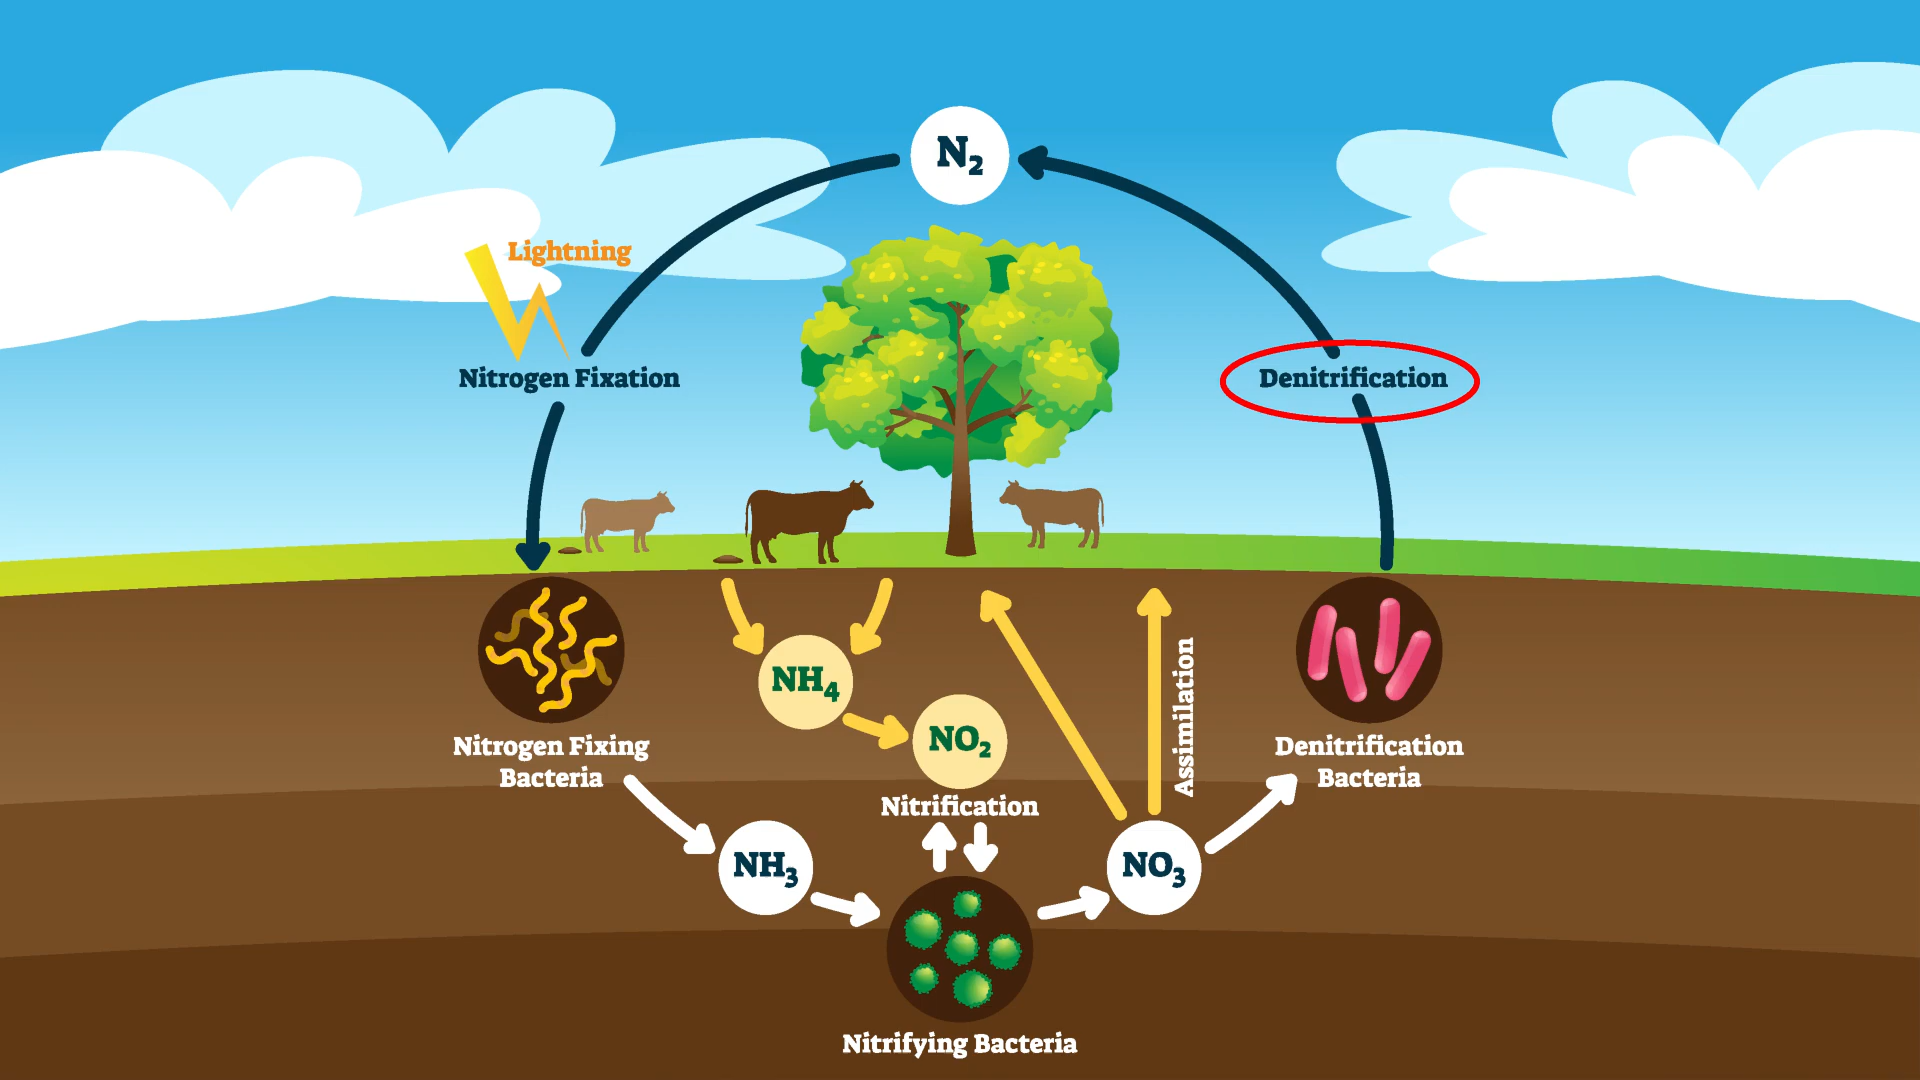 N₂
Lightning
Nitrogen Fixation
Denitrification
NH₄
NO₂
Nitrification
Assimilation
Nitrogen Fixing
Bacteria
Denitrification
Bacteria
NH₃
NO₃
Nitrifying Bacteria